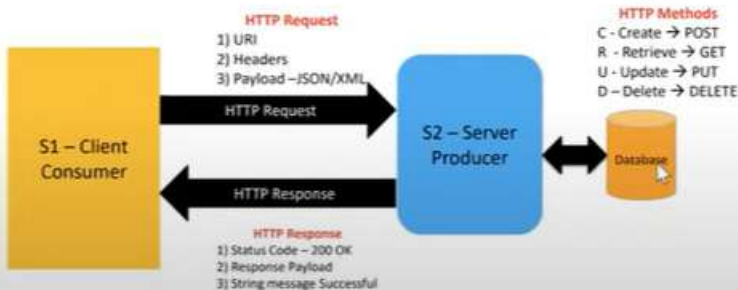 HTTP Request
1) URI
2) Headers
3) Payload –JSON/XML
HTTP Request
S1 – Client
Consumer
S2 – Server
Producer
HTTP Methods
C - Create → POST
R - Retrieve → GET
U - Update → PUT
D – Delete → DELETE
Database
HTTP Response
HTTP Response
1) Status Code – 200 OK
2) Response Payload
3) String message Successful